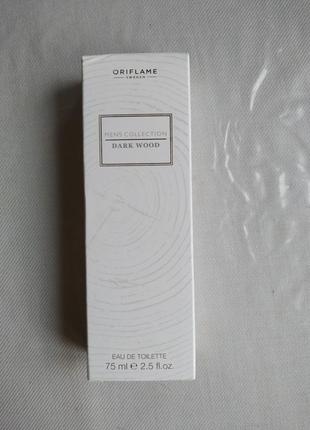 ORIFLAME
SWEDEN
MENS COLLECTION
DARK WOOD
EAU DE TOILETTE
75 ml ℮ 2.5 fl.oz.